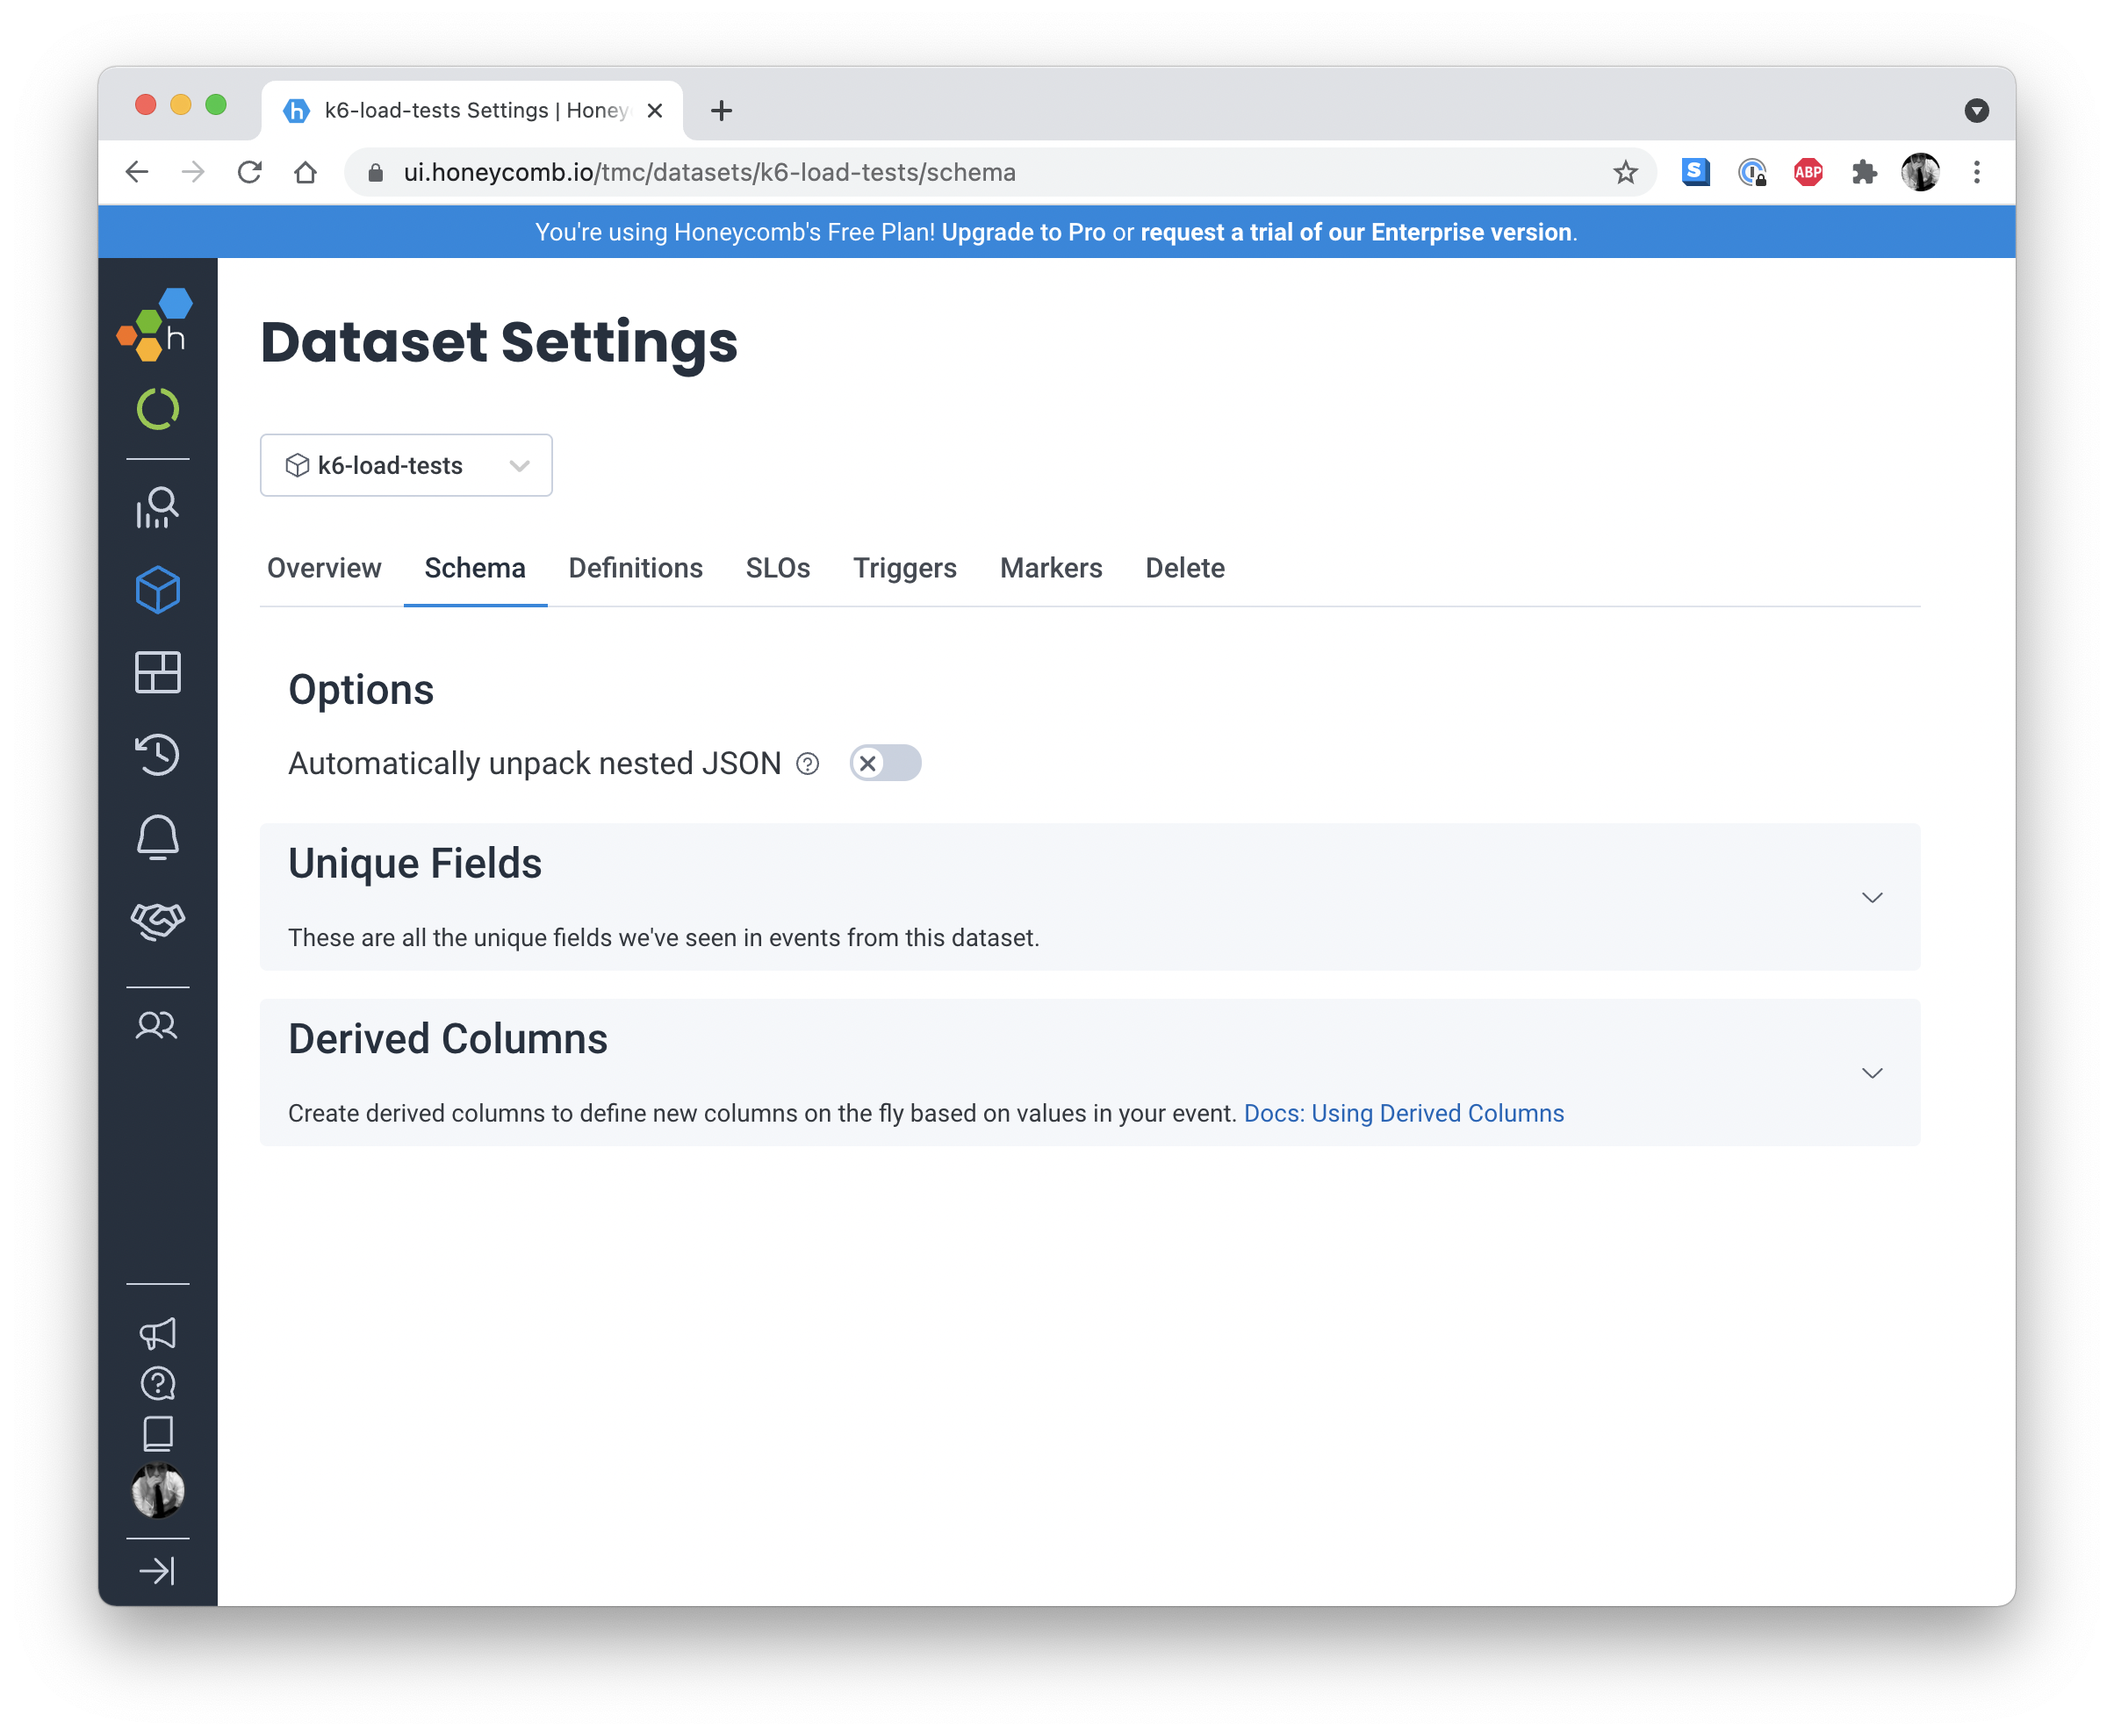 k6-load-tests Settings | Honey
ui.honeycomb.io/tmc/datasets/k6-load-tests/schema
S
ABP
You're using Honeycomb's Free Plan! Upgrade to Pro or request a trial of our Enterprise version.
h
Dataset Settings
k6-load-tests
Overview Schema Definitions SLOs Triggers Markers Delete
Options
Automatically unpack nested JSON
Unique Fields
These are all the unique fields we've seen in events from this dataset.
Derived Columns
Create derived columns to define new columns on the fly based on values in your event. Docs: Using Derived Columns